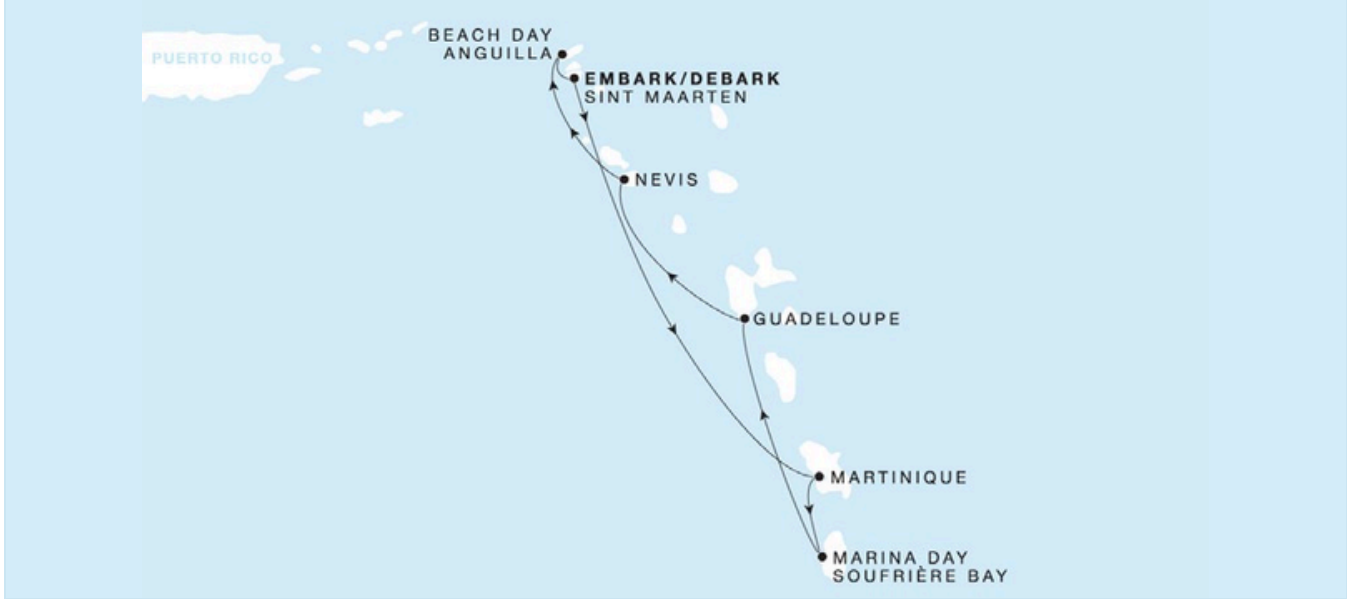 BEACH DAY
ANGUILLA
PUERTO RICO
EMBARK/DEBARK
SINT MAARTEN
NEVIS
GUADELOUPE
MARTINIQUE
MARINA DAY
SOUFRIÈRE BAY